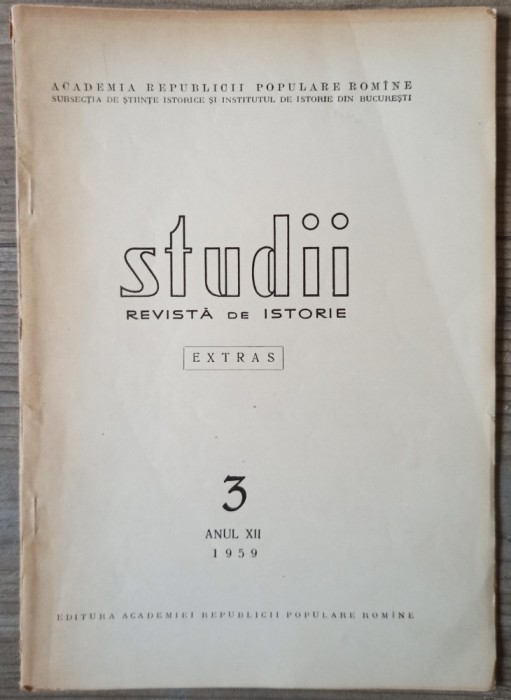 ACADEMIA REPUBLICII POPULARE ROMÎNE
SUBSECȚIA DE ȘTIINȚE ISTORICE ȘI INSTITUTUL DE ISTORIE DIN BUCUREȘTI
studii
REVISTĂ DE ISTORIE
EXTRAS
3
ANUL XII
1959
EDITURA ACADEMIEI REPUBLICII POPULARE ROMÎNE